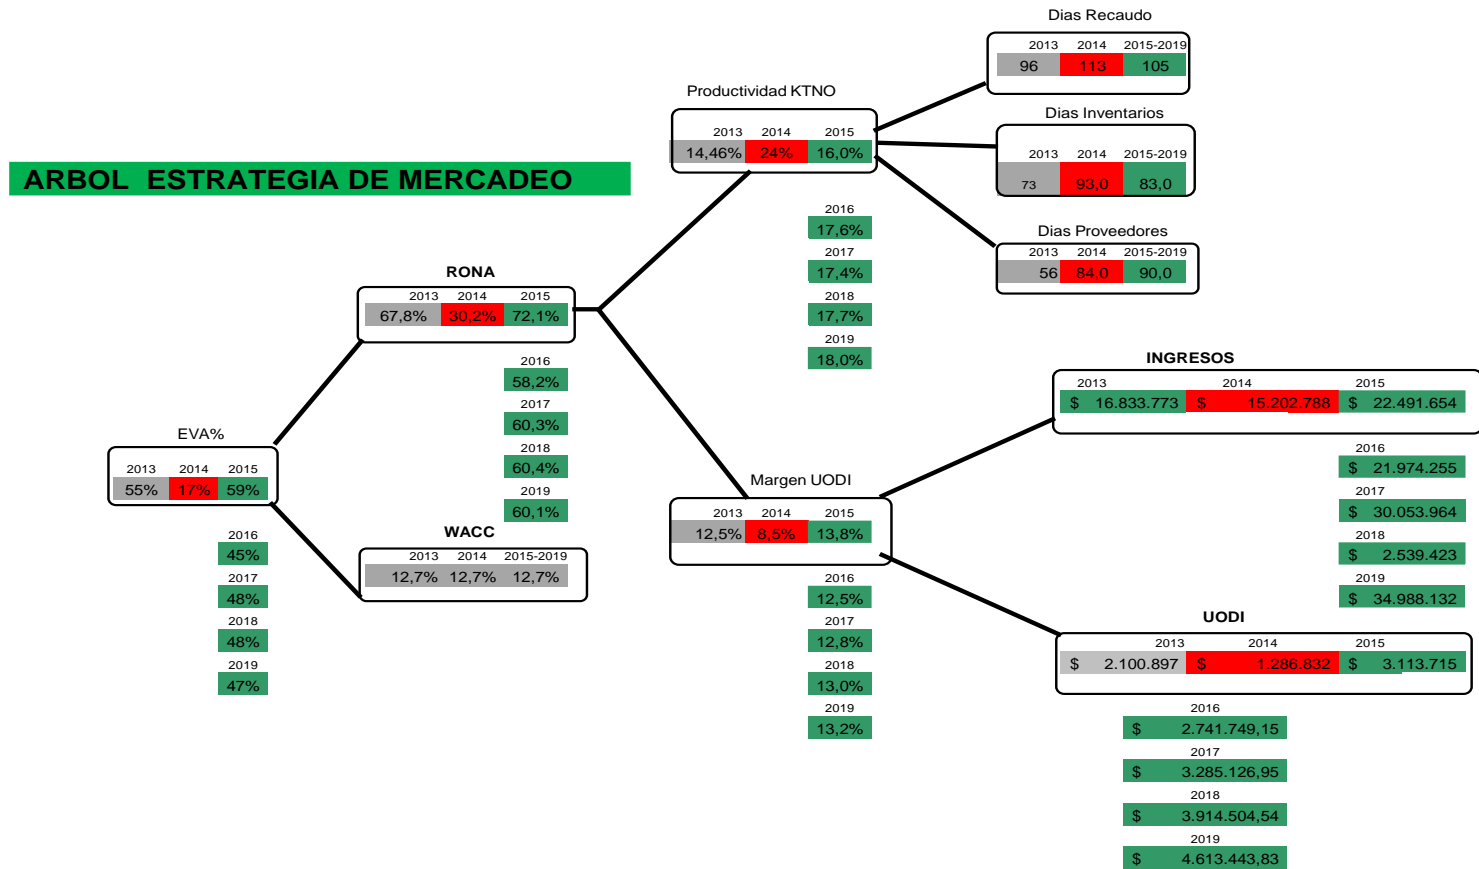 ARBOL ESTRATEGIA DE MERCADEO
EVA%
2013 2014 2015
55% 17% 59%
2016
45%
2017
48%
2018
48%
2019
47%
RONA
2013 2014 2015
67,8% 30,2% 72,1%
2016
58,2%
2017
60,3%
2018
60,4%
2019
60,1%
WACC
2013 2014 2015-2019
12,7% 12,7% 12,7%
Productividad KTNO
2013 2014 2015
14,46% 24% 16,0%
2016
17,6%
2017
17,4%
2018
17,7%
2019
18,0%
Margen UODI
2013 2014 2015
12,5% 8,5% 13,8%
2016
12,5%
2017
12,8%
2018
13,0%
2019
13,2%
Dias Recaudo
2013 2014 2015-2019
96 113 105
Dias Inventarios
2013 2014 2015-2019
73 93,0 83,0
Dias Proveedores
2013 2014 2015-2019
56 84,0 90,0
INGRESOS
2013 2014 2015
$ 16.833.773 $ 15.202.788 $ 22.491.654
2016
$ 21.974.255
2017
$ 30.053.964
2018
$ 2.539.423
2019
$ 34.988.132
UODI
2013 2014 2015
$ 2.100.897 $ 1.286.832 $ 3.113.715
2016
$ 2.741.749,15
2017
$ 3.285.126,95
2018
$ 3.914.504,54
2019
$ 4.613.443,83